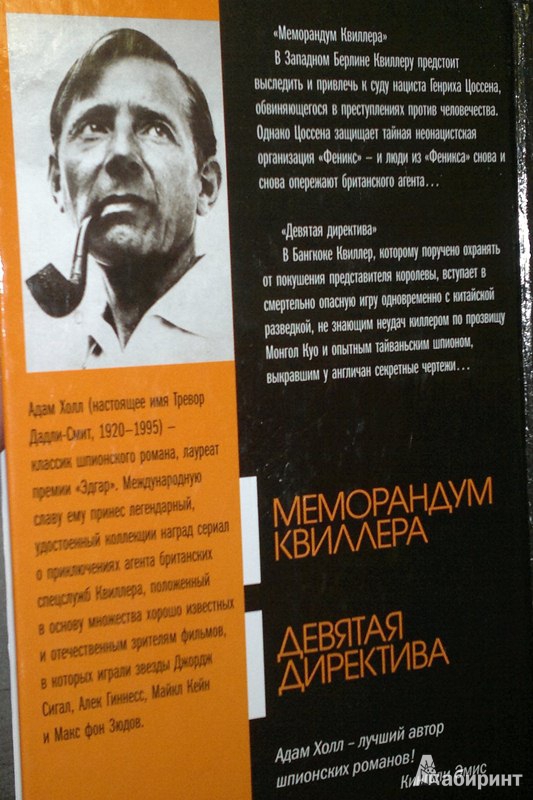 «Меморандум Квиллера»
В Западном Берлине Квиллеру предстоит
выследить и привлечь к суду нациста Генриха Цоссена,
обвиняющегося в преступлениях против человечества.
Однако Цоссена защищает тайная неонацистская
организация «Феникс» – и люди из «Феникса» снова и
снова опережают британского агента...
«Девятая директива»
В Бангкоке Квиллер, которому поручено охранять
от покушения представителя королевы, вступает в
смертельно опасную игру одновременно с китайской
разведкой, не знающим неудач киллером по прозвищу
Монгол Куо и опытным тайваньским шпионом,
выкравшим у англичан секретные чертежи...
Адам Холл (настоящее имя Тревор
Дадли-Смит, 1920–1995) –
классик шпионского романа, лауреат
премии «Эдгар». Международную
славу ему принес легендарный,
удостоенный коллекции наград сериал
о приключениях агента британских
спецслужб Квиллера, положенный
в основу множества хорошо известных
и отечественным зрителям фильмов,
в которых играли звезды Джордж
Сигал, Алек Гиннесс, Майкл Кейн
и Макс фон Зюдов.
МЕМОРАНДУМ
КВИЛЛЕРА
ДЕВЯТАЯ
ДИРЕКТИВА
Адам Холл – лучший автор
шпионских романов!
Кингсли Эмис
Лабиринт